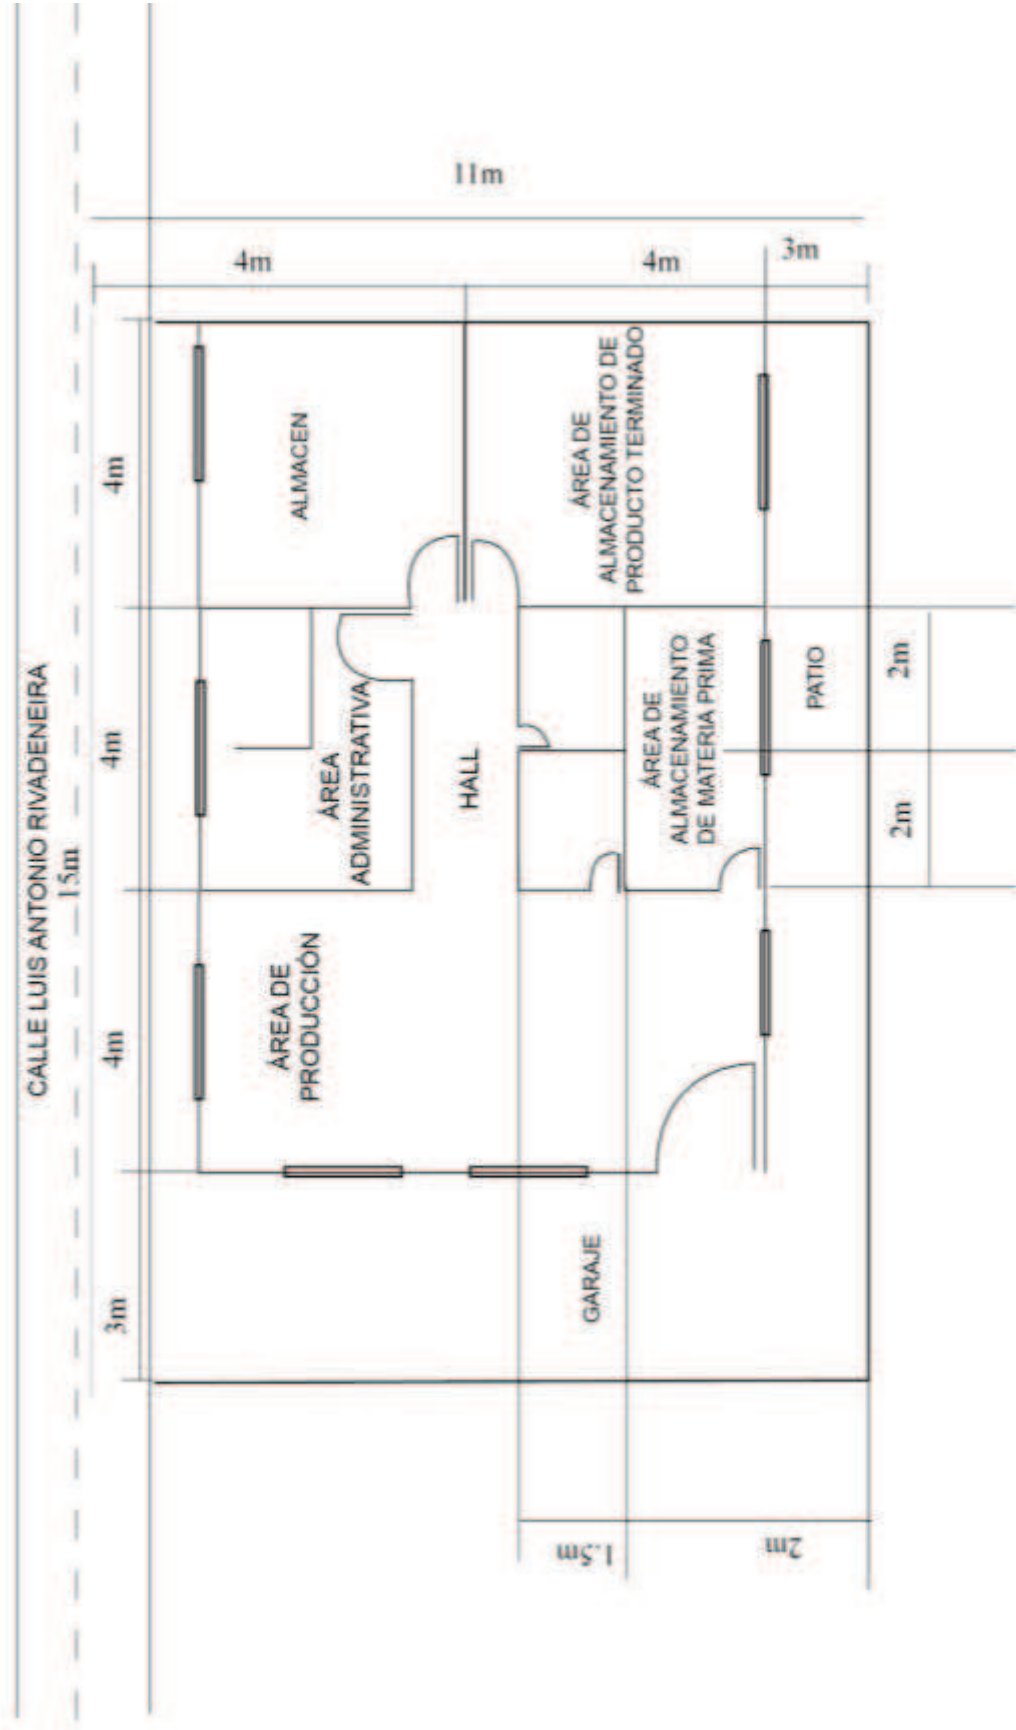 CALLE LUIS ANTONIO RIVADENEIRA
15m
3m
4m
4m
4m
4m
4m
3m
11m
ÁREA DE
PRODUCCIÓN
ÁREA
ADMINISTRATIVA
ALMACEN
HALL
GARAJE
ÁREA DE
ALMACENAMIENTO
DE MATERIA PRIMA
ÁREA DE
ALMACENAMIENTO DE
PRODUCTO TERMINADO
PATIO
1.5m
2m
2m
2m